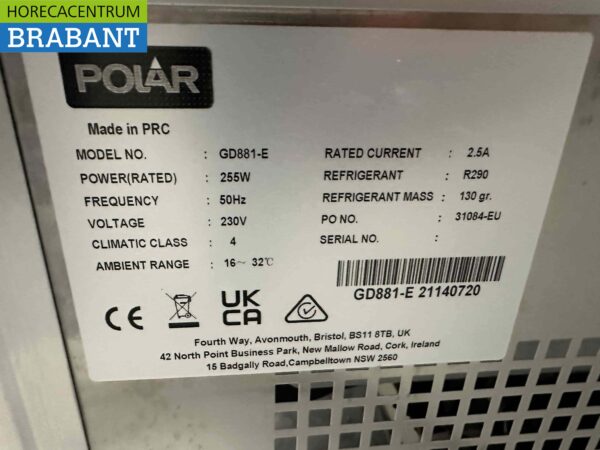 HORECACENTRUM
BRABANT
POLAR
Made in PRC
MODEL NO. : GD881-E
POWER(RATED) : 255W
FREQUENCY : 50Hz
VOLTAGE : 230V
CLIMATIC CLASS : 4
AMBIENT RANGE : 16~ 32℃
RATED CURRENT : 2.5A
REFRIGERANT : R290
REFRIGERANT MASS : 130 gr.
PO NO. : 31084-EU
SERIAL NO. :
GD881-E 21140720
CE
UK
CA
Fourth Way, Avonmouth, Bristol, BS11 8TB, UK
42 North Point Business Park, New Mallow Road, Cork, Ireland
15 Badgally Road,Campbelltown NSW 2560